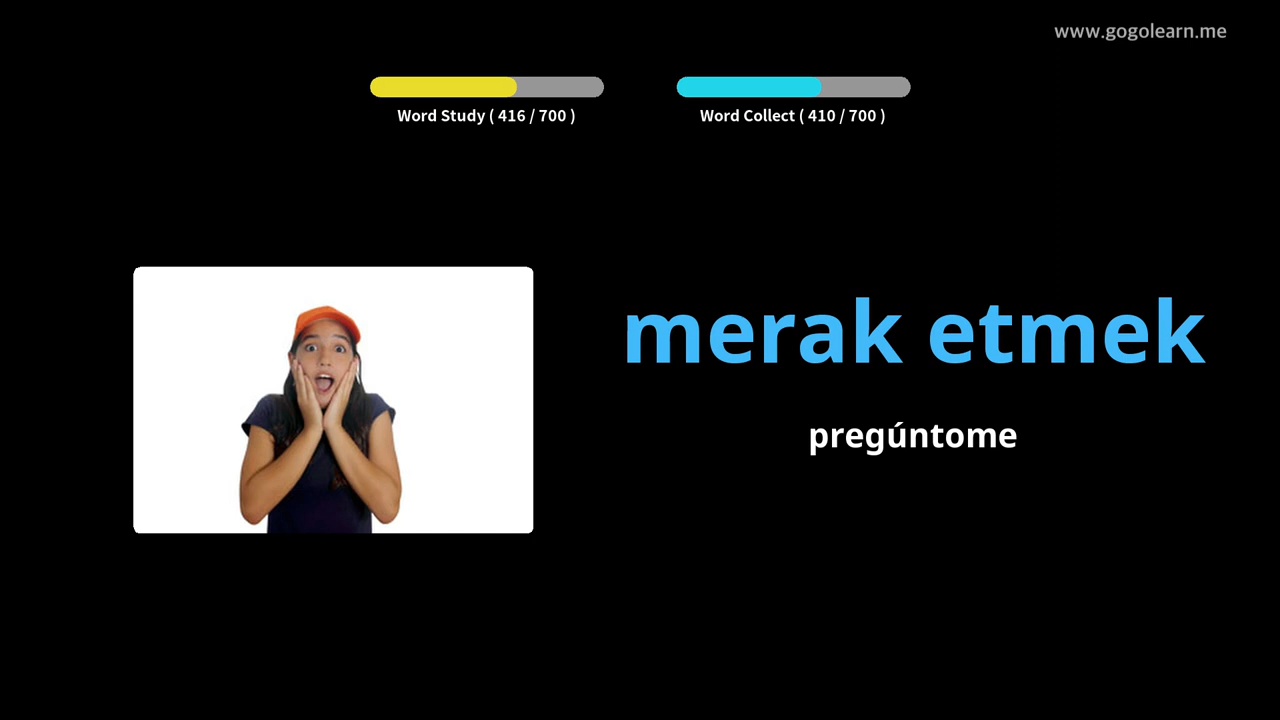 www.gogolearn.me
Word Study ( 416 / 700 )
Word Collect ( 410 / 700 )
merak etmek
pregúntome